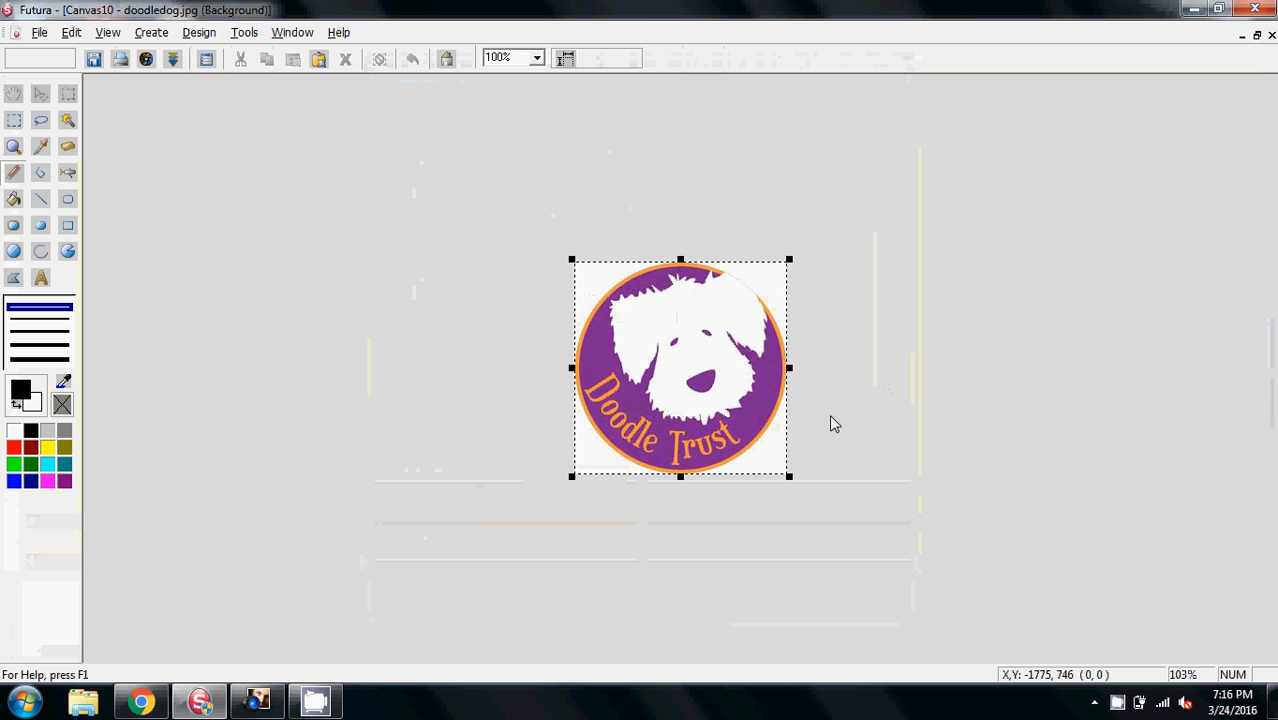 Futura - [Canvas10 - doodledog.jpg (Background)]
File Edit View Create Design Tools Window Help
100%
Doodle Trust
For Help, press F1
X,Y: -1775, 746 ( 0, 0 )
103%
NUM
7:16 PM
3/24/2016